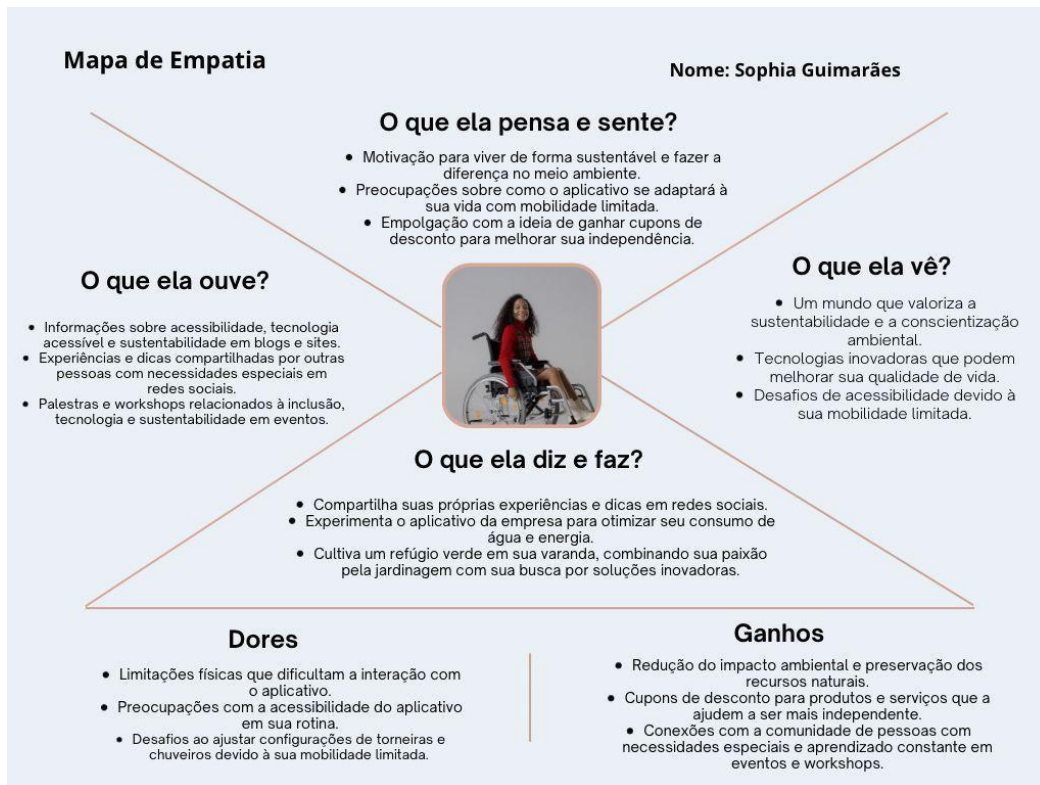 Mapa de Empatia
Nome: Sophia Guimarães
O que ela pensa e sente?
• Motivação para viver de forma sustentável e fazer a
diferença no meio ambiente.
• Preocupações sobre como o aplicativo se adaptará à
sua vida com mobilidade limitada.
• Empolgação com a ideia de ganhar cupons de
desconto para melhorar sua independência.
O que ela ouve?
• Informações sobre acessibilidade, tecnologia
acessível e sustentabilidade em blogs e sites.
• Experiências e dicas compartilhadas por outras
pessoas com necessidades especiais em
redes sociais.
• Palestras e workshops relacionados à inclusão,
tecnologia e sustentabilidade em eventos.
O que ela vê?
• Um mundo que valoriza a
sustentabilidade e a conscientização
ambiental.
• Tecnologias inovadoras que podem
melhorar sua qualidade de vida.
• Desafios de acessibilidade devido à
sua mobilidade limitada.
O que ela diz e faz?
• Compartilha suas próprias experiências e dicas em redes sociais.
• Experimenta o aplicativo da empresa para otimizar seu consumo de
água e energia.
• Cultiva um refúgio verde em sua varanda, combinando sua paixão
pela jardinagem com sua busca por soluções inovadoras.
Dores
• Limitações físicas que dificultam a interação com
o aplicativo.
• Preocupações com a acessibilidade do aplicativo
em sua rotina.
• Desafios ao ajustar configurações de torneiras e
chuveiros devido à sua mobilidade limitada.
Ganhos
• Redução do impacto ambiental e preservação dos
recursos naturais.
• Cupons de desconto para produtos e serviços que a
ajudem a ser mais independente.
• Conexões com a comunidade de pessoas com
necessidades especiais e aprendizado constante em
eventos e workshops.